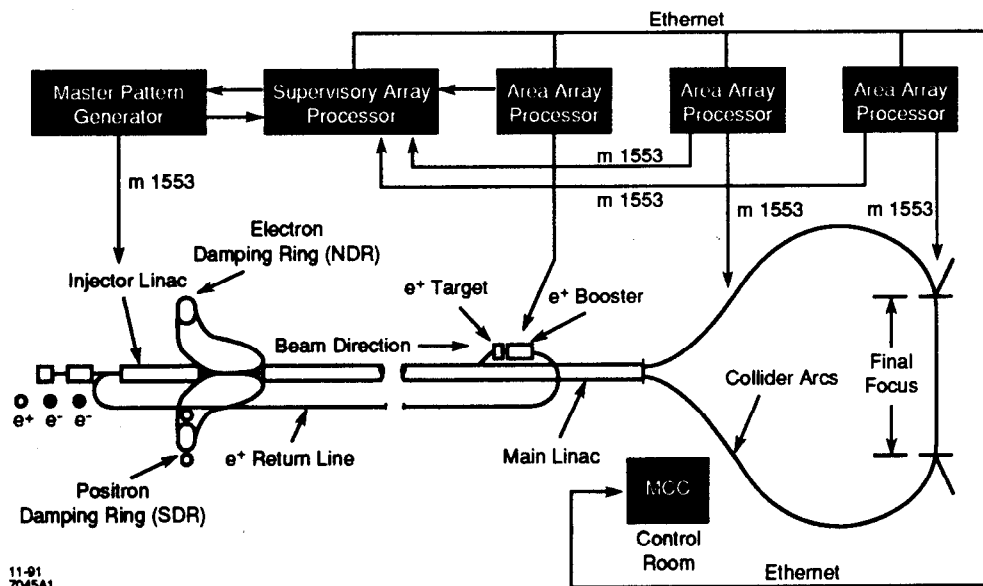 Ethernet
Master Pattern
Generator
Supervisory Array
Processor
Area Array
Processor
Area Array
Processor
Area Array
Processor
m 1553
m 1553
m 1553
m 1553
m 1553
Electron
Damping Ring (NDR)
Injector Linac
e⁺ Target
e⁺ Booster
Beam Direction
Final
Focus
Collider Arcs
e⁺ e⁻ e⁻
e⁺ Return Line
Main Linac
Positron
Damping Ring (SDR)
MCC
Control
Room
Ethernet
11-91
7045A1